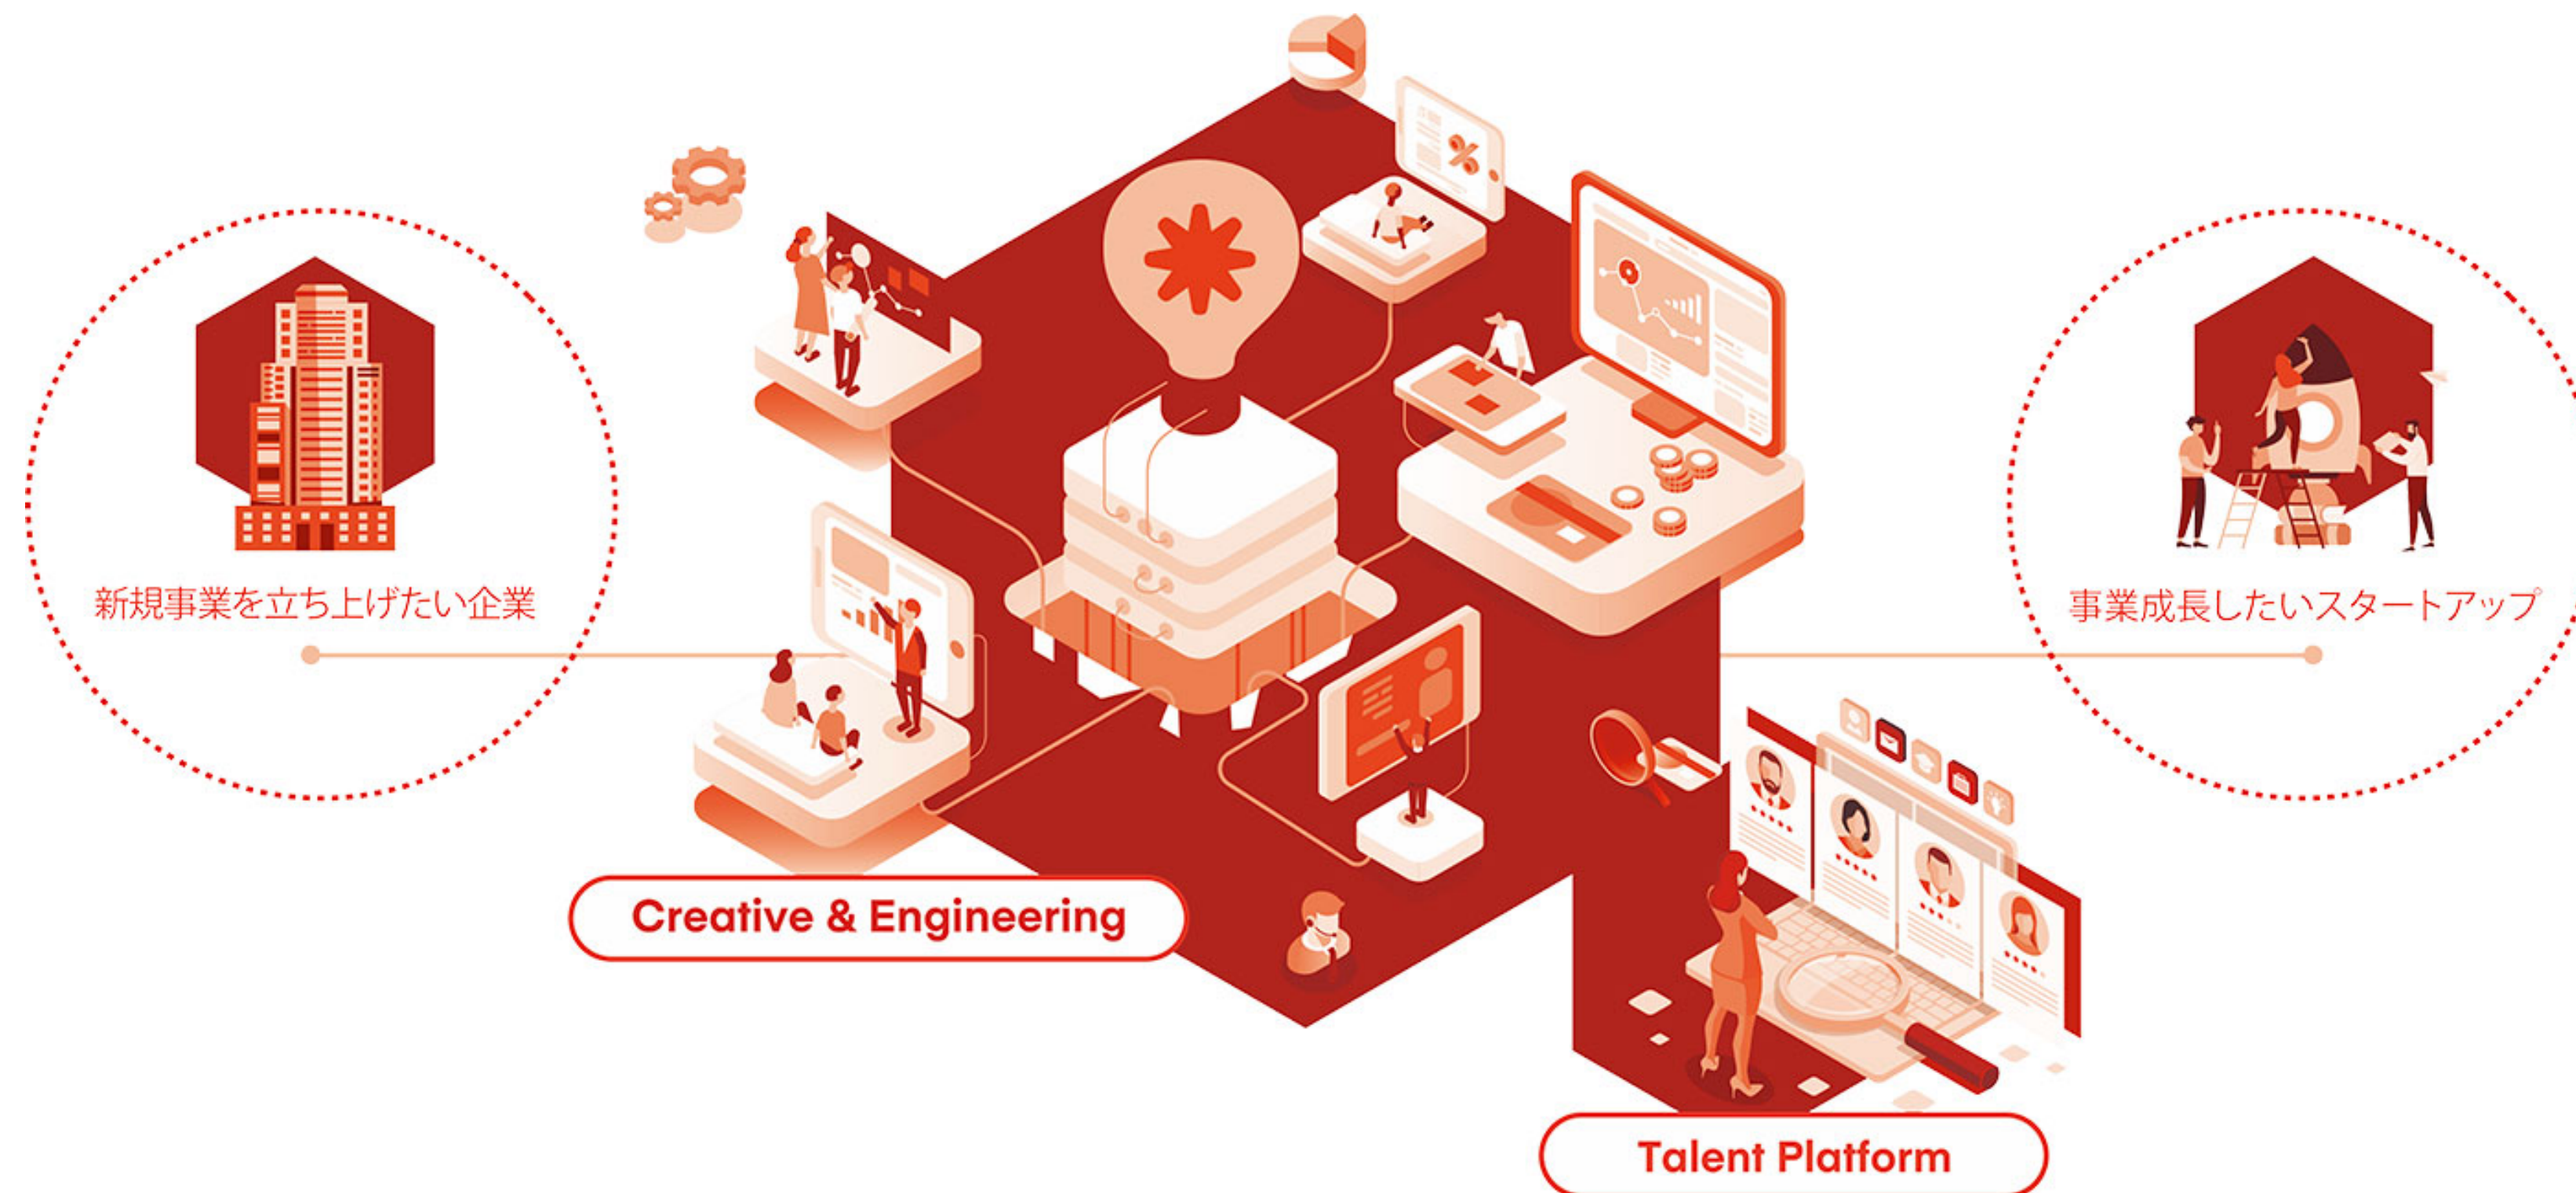 新規事業を立ち上げたい企業
事業成長したいスタートアップ
%
Creative & Engineering
Talent Platform